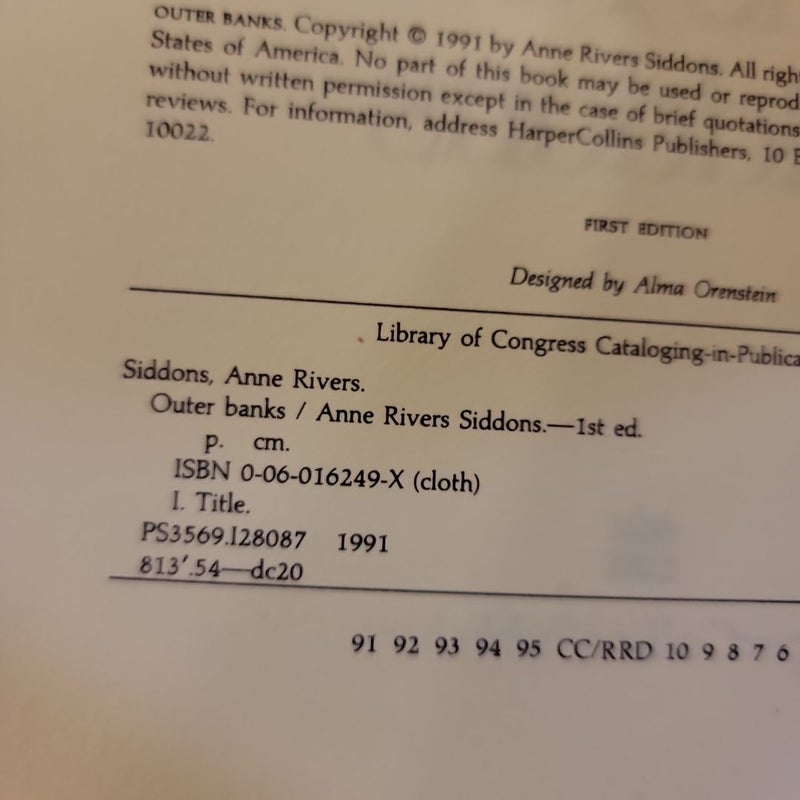 OUTER BANKS. Copyright © 1991 by Anne Rivers Siddons. All righ
States of America. No part of this book may be used or reprod
without written permission except in the case of brief quotations
reviews. For information, address HarperCollins Publishers, 10 E
10022.
FIRST EDITION
Designed by Alma Orenstein
Library of Congress Cataloging-in-Publica
Siddons, Anne Rivers.
Outer banks / Anne Rivers Siddons.—1st ed.
p. cm.
ISBN 0-06-016249-X (cloth)
I. Title.
PS3569.I28087 1991
813'.54—dc20
91 92 93 94 95 CC/RRD 10 9 8 7 6